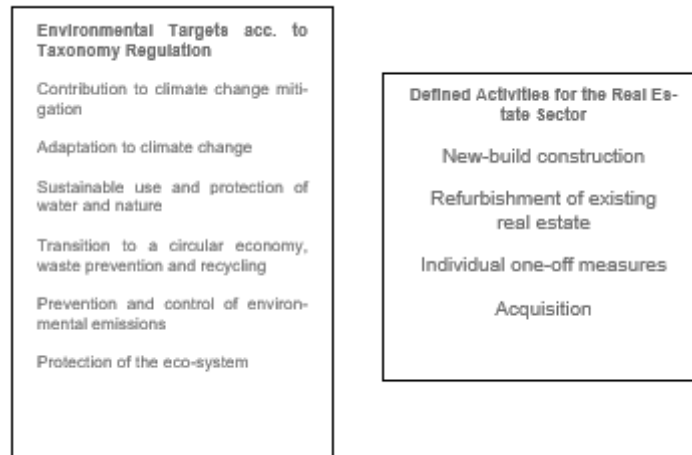 Environmental Targets acc. to
Taxonomy Regulation
Contribution to climate change miti-
gation
Adaptation to climate change
Sustainable use and protection of
water and nature
Transition to a circular economy,
waste prevention and recycling
Prevention and control of environ-
mental emissions
Protection of the eco-system
Defined Activities for the Real Es-
tate Sector
New-build construction
Refurbishment of existing
real estate
Individual one-off measures
Acquisition